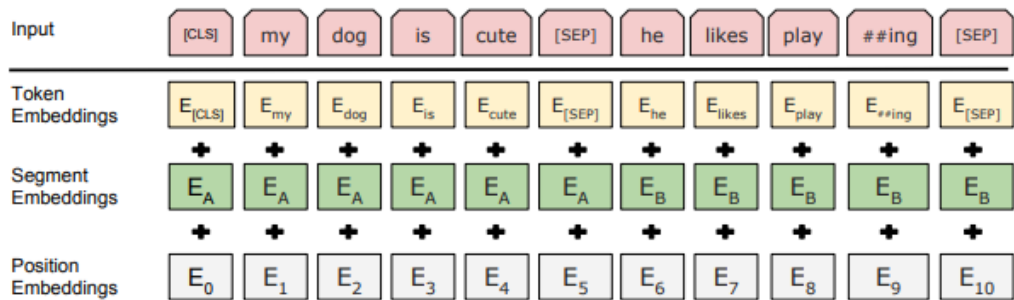 Input [CLS] my dog is cute [SEP] he likes play ##ing [SEP]
Token Embeddings E[CLS] Emy Edog Eis Ecute E[SEP] Ehe Elikes Eplay E##ing E[SEP]
+ + + + + + + + + + +
Segment Embeddings EA EA EA EA EA EA EB EB EB EB EB
+ + + + + + + + + + +
Position Embeddings E0 E1 E2 E3 E4 E5 E6 E7 E8 E9 E10